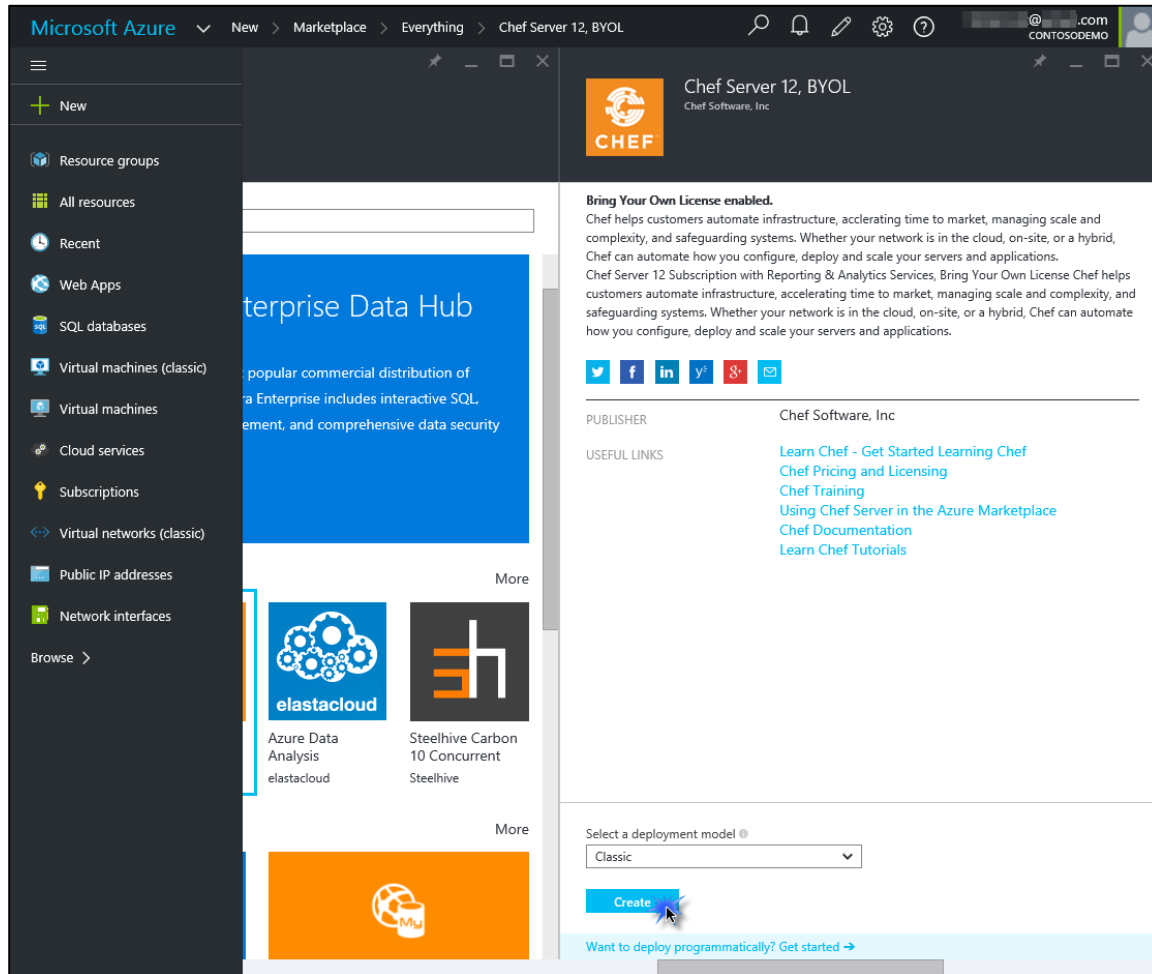 Microsoft Azure New > Marketplace > Everything > Chef Server 12, BYOL
@ .com
CONTOSODEMO
New
Resource groups
All resources
Recent
Web Apps
SQL databases
Virtual machines (classic)
Virtual machines
Cloud services
Subscriptions
Virtual networks (classic)
Public IP addresses
Network interfaces
Browse >
terprise Data Hub
popular commercial distribution of
ra Enterprise includes interactive SQL,
ement, and comprehensive data security
More
elastacloud
Azure Data
Analysis
elastacloud
sh
Steelhive Carbon
10 Concurrent
Steelhive
More
My
CHEF
Chef Server 12, BYOL
Chef Software, Inc
Bring Your Own License enabled.
Chef helps customers automate infrastructure, acclerating time to market, managing scale and
complexity, and safeguarding systems. Whether your network is in the cloud, on-site, or a hybrid,
Chef can automate how you configure, deploy and scale your servers and applications.
Chef Server 12 Subscription with Reporting & Analytics Services, Bring Your Own License Chef helps
customers automate infrastructure, accelerating time to market, managing scale and complexity, and
safeguarding systems. Whether your network is in the cloud, on-site, or a hybrid, Chef can automate
how you configure, deploy and scale your servers and applications.
PUBLISHER Chef Software, Inc
USEFUL LINKS Learn Chef - Get Started Learning Chef
Chef Pricing and Licensing
Chef Training
Using Chef Server in the Azure Marketplace
Chef Documentation
Learn Chef Tutorials
Select a deployment model
Classic
Create
Want to deploy programmatically? Get started →